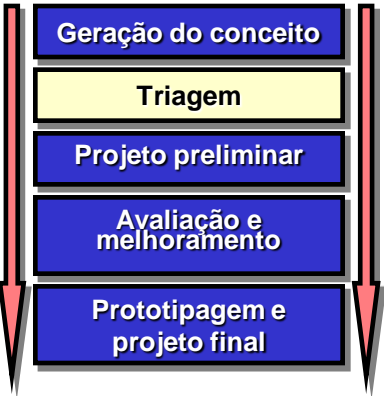 Geração do conceito
Triagem
Projeto preliminar
Avaliação e
melhoramento
Prototipagem e
projeto final